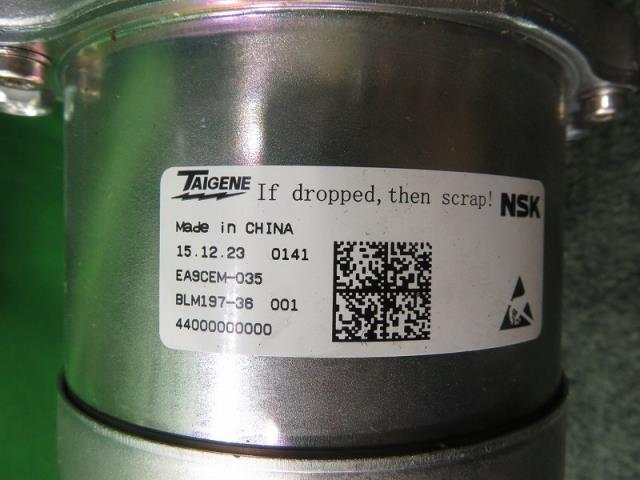 TAIGENE If dropped, then scrap! NSK
Made in CHINA
15.12.23 0141
EA9CEM-035
BLM197-36 001
44000000000